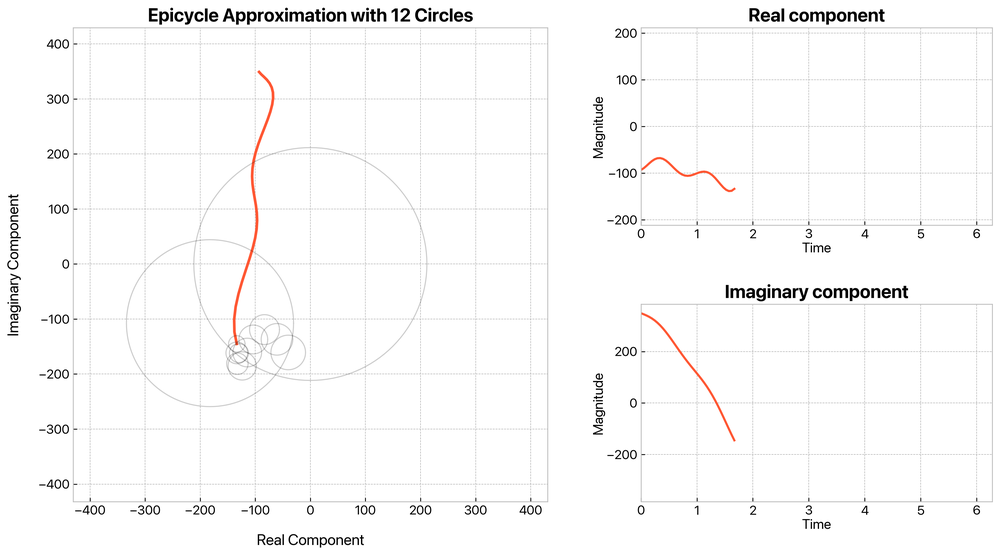 Epicycle Approximation with 12 Circles
400
300
200
100
0
−100
−200
−300
−400
−400 −300 −200 −100 0 100 200 300 400
Imaginary Component
Real Component
Real component
200
100
0
−100
−200
0 1 2 3 4 5 6
Magnitude
Time
Imaginary component
200
0
−200
0 1 2 3 4 5 6
Magnitude
Time